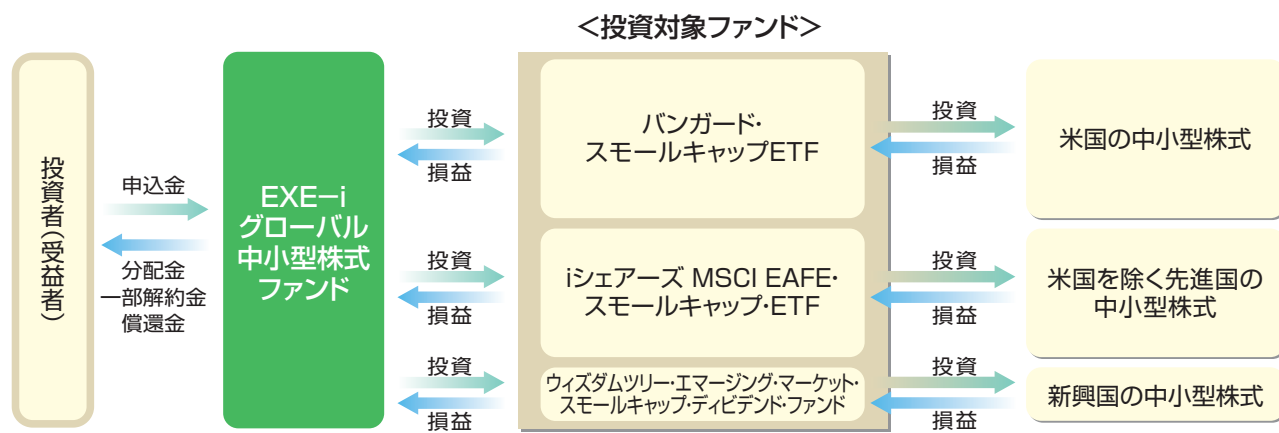 ＜投資対象ファンド＞
投資者（受益者）
申込金
分配金
一部解約金
償還金
EXE－i
グローバル
中小型株式
ファンド
投資
損益
バンガード・
スモールキャップETF
投資
損益
米国の中小型株式
投資
損益
iシェアーズ MSCI EAFE・
スモールキャップ・ETF
投資
損益
米国を除く先進国の
中小型株式
投資
損益
ウィズダムツリー・エマージング・マーケット・
スモールキャップ・ディビデンド・ファンド
投資
損益
新興国の中小型株式